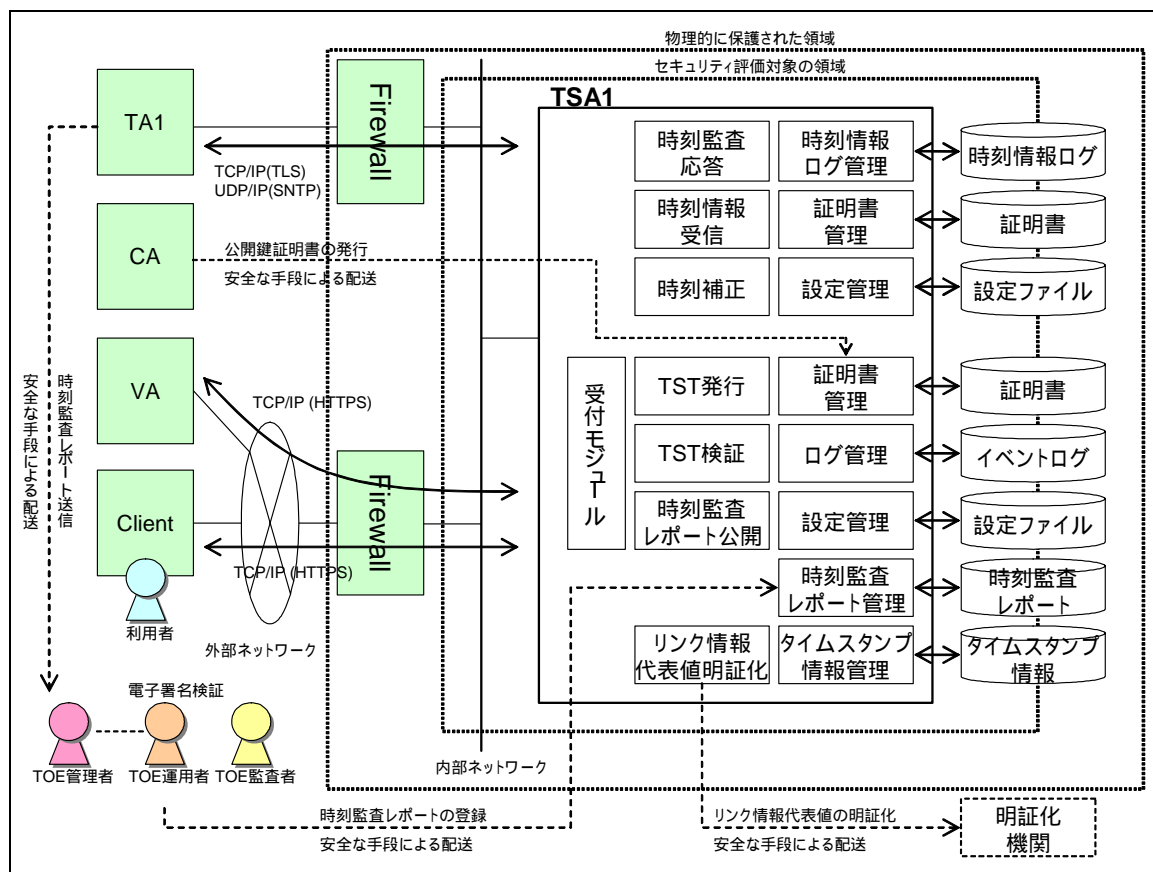 物理的に保護された領域
セキュリティ評価対象の領域
TSA1
TA1
Firewall
TCP/IP(TLS)
UDP/IP(SNTP)
時刻監査
応答
時刻情報
ログ管理
時刻情報ログ
CA
公開鍵証明書の発行
安全な手段による配送
時刻情報
受信
証明書
管理
証明書
時刻補正
設定管理
設定ファイル
時刻監査レポート送信
安全な手段による配送
VA
TCP/IP (HTTPS)
受付モジュール
TST発行
証明書
管理
証明書
Client
Firewall
TCP/IP (HTTPS)
TST検証
ログ管理
イベントログ
時刻監査
レポート公開
設定管理
設定ファイル
利用者
外部ネットワーク
時刻監査
レポート管理
時刻監査
レポート
リンク情報
代表値明証化
タイムスタンプ
情報管理
タイムスタンプ
情報
電子署名検証
TOE管理者
TOE運用者
TOE監査者
内部ネットワーク
時刻監査レポートの登録
安全な手段による配送
リンク情報代表値の明証化
安全な手段による配送
明証化
機関